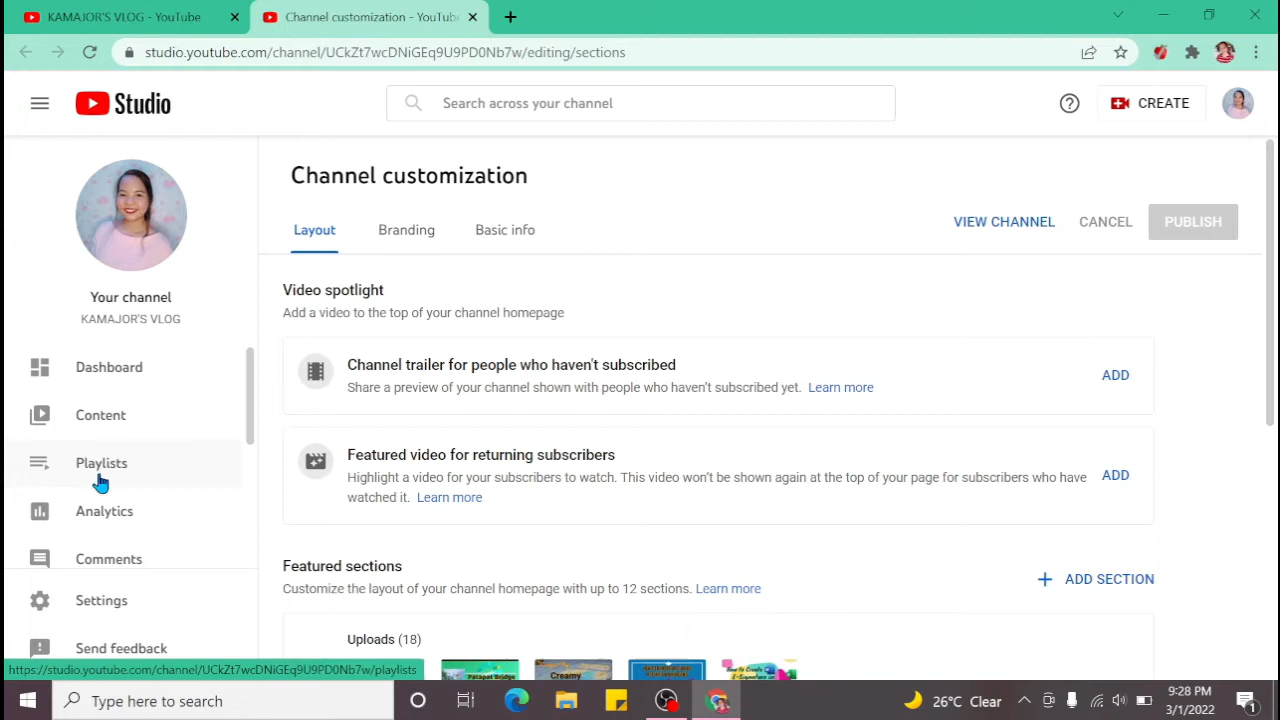 KAMAJOR'S VLOG - YouTube
Channel customization - YouTube
studio.youtube.com/channel/UCkZt7wcDNiGEq9U9PD0Nb7w/editing/sections
Studio
Search across your channel
CREATE
Channel customization
Layout
Branding
Basic info
VIEW CHANNEL
CANCEL
PUBLISH
Your channel
KAMAJOR'S VLOG
Dashboard
Content
Playlists
Analytics
Comments
Settings
Send feedback
Video spotlight
Add a video to the top of your channel homepage
Channel trailer for people who haven't subscribed
Share a preview of your channel shown with people who haven't subscribed yet. Learn more
ADD
Featured video for returning subscribers
Highlight a video for your subscribers to watch. This video won't be shown again at the top of your page for subscribers who have
watched it. Learn more
ADD
Featured sections
Customize the layout of your channel homepage with up to 12 sections. Learn more
ADD SECTION
Uploads (18)
Patapat Bridge
Creamy
https://studio.youtube.com/channel/UCkZt7wcDNiGEq9U9PD0Nb7w/playlists
Type here to search
26°C Clear
9:28 PM
3/1/2022
1